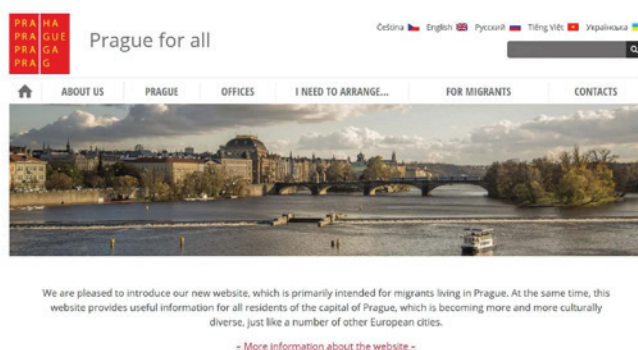 PRA HA
PRA GUE
PRA GA
PRA G
Prague for all
Čeština English Русский Tiếng Việt Українська
ABOUT US PRAGUE OFFICES I NEED TO ARRANGE... FOR MIGRANTS CONTACTS
We are pleased to introduce our new website, which is primarily intended for migrants living in Prague. At the same time, this
website provides useful information for all residents of the capital of Prague, which is becoming more and more culturally
diverse, just like a number of other European cities.
– More information about the website –